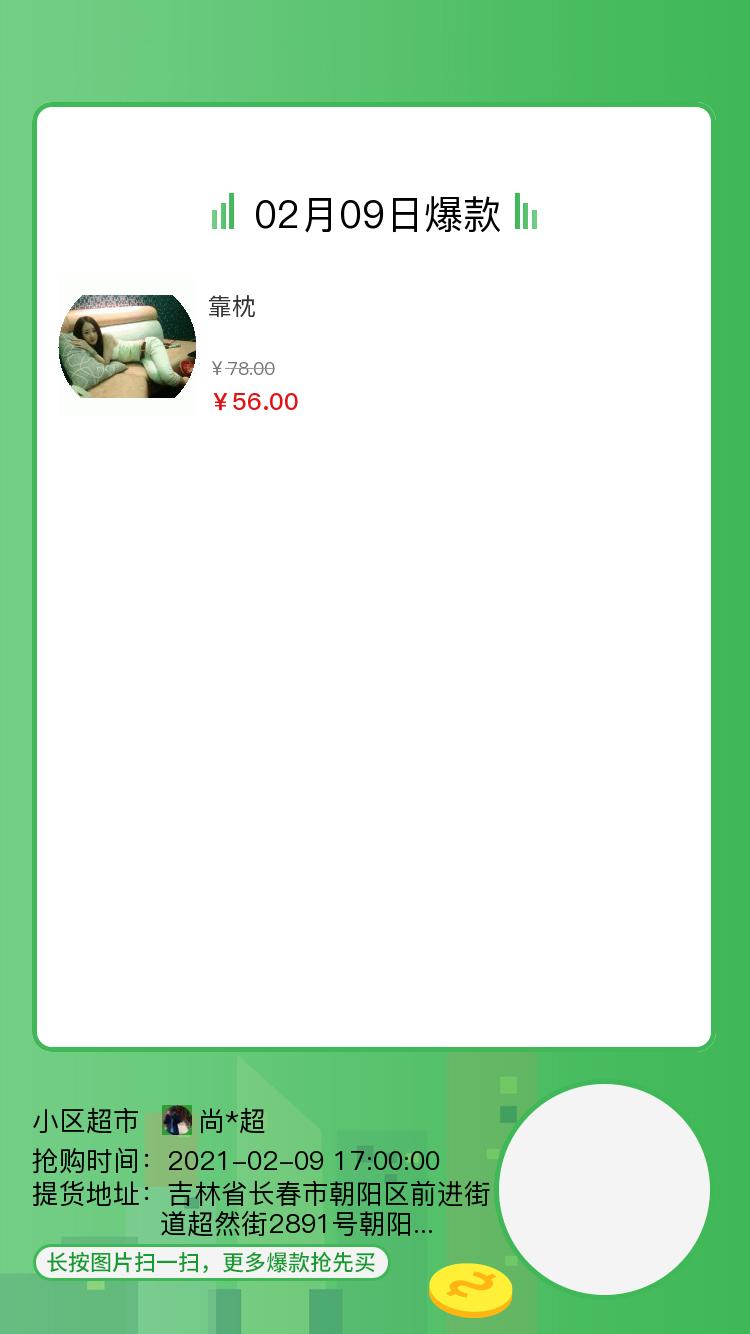 02月09日爆款
靠枕
￥78.00
￥56.00
小区超市 尚*超
抢购时间：2021-02-09 17:00:00
提货地址：吉林省长春市朝阳区前进街
道超然街2891号朝阳...
长按图片扫一扫，更多爆款抢先买